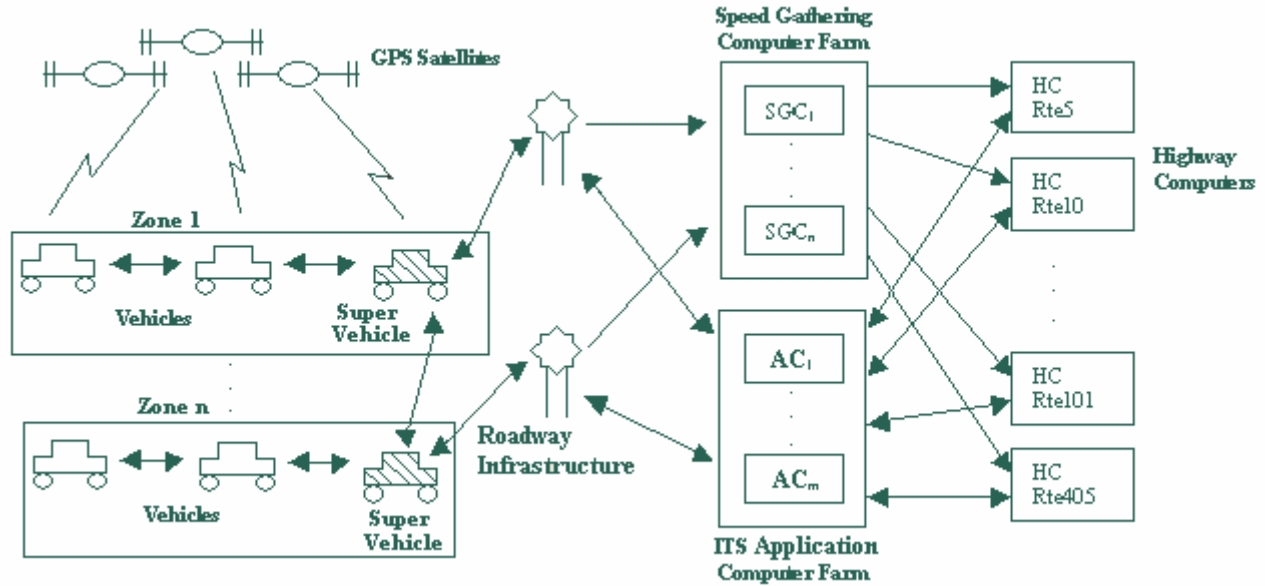 Speed Gathering
Computer Farm
GPS Satellites
SGC1
HC
Rte5
Highway
Computers
HC
Rte10
Zone 1
SGCn
Vehicles
Super
Vehicle
AC1
HC
Rte101
Zone n
Roadway
Infrastructure
ACm
HC
Rte405
Vehicles
Super
Vehicle
ITS Application
Computer Farm